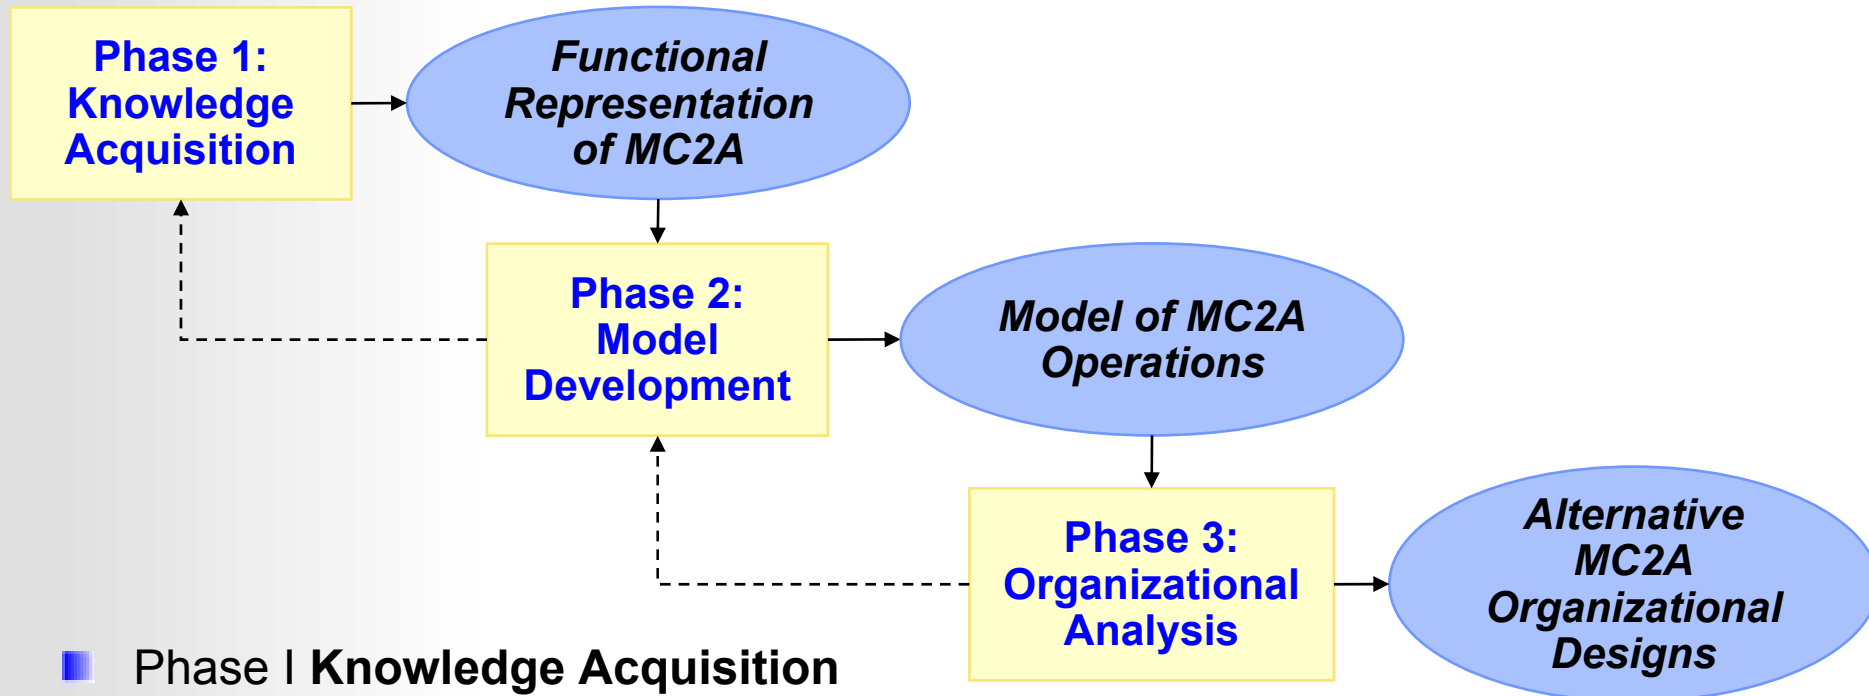 Phase 1:
Knowledge
Acquisition
Functional
Representation
of MC2A
Phase 2:
Model
Development
Model of MC2A
Operations
Phase 3:
Organizational
Analysis
Alternative
MC2A
Organizational
Designs
Phase I Knowledge Acquisition